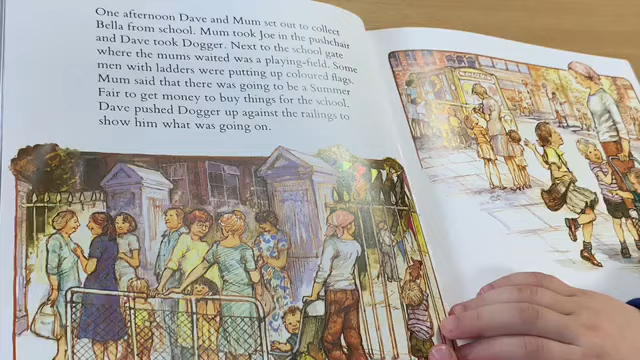 One afternoon Dave and Mum set out to collect
Bella from school. Mum took Joe in the pushchair
and Dave took Dogger. Next to the school gate
where the mums waited was a playing-field. Some
men with ladders were putting up coloured flags.
Mum said that there was going to be a Summer
Fair to get money to buy things for the school.
Dave pushed Dogger up against the railings to
show him what was going on.